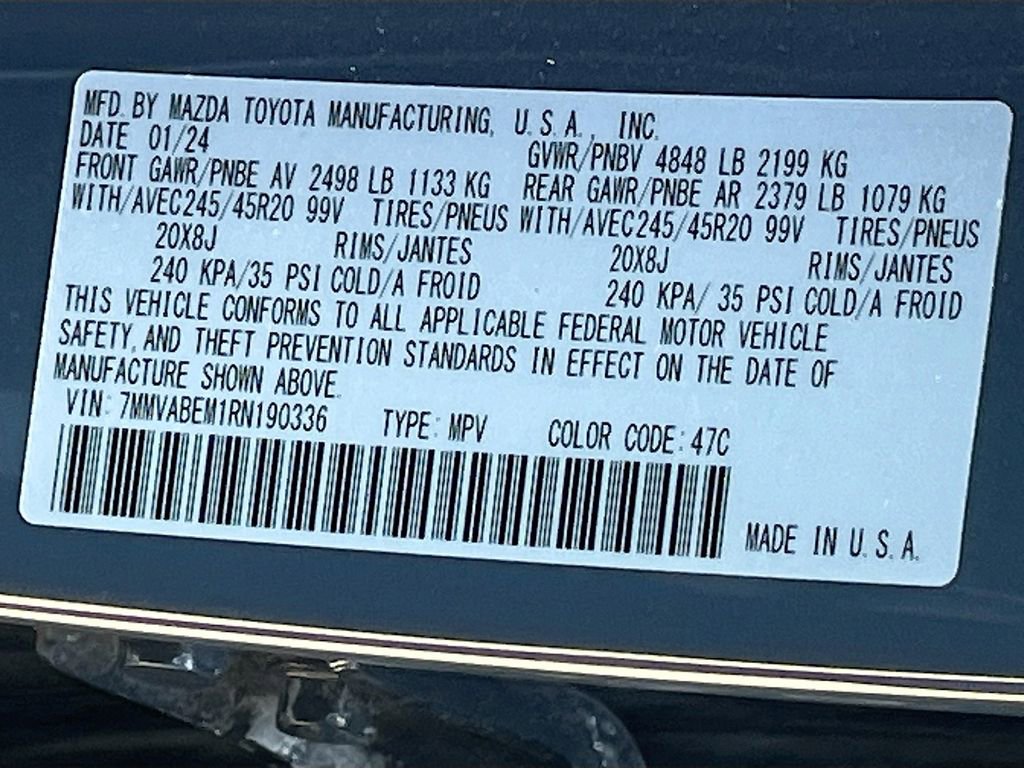 MFD. BY MAZDA TOYOTA MANUFACTURING, U.S.A., INC.
DATE 01/24 GVWR/PNBV 4848 LB 2199 KG
FRONT GAWR/PNBE AV 2498 LB 1133 KG REAR GAWR/PNBE AR 2379 LB 1079 KG
WITH/AVEC245/45R20 99V TIRES/PNEUS WITH/AVEC245/45R20 99V TIRES/PNEUS
20X8J RIMS/JANTES 20X8J RIMS/JANTES
240 KPA/35 PSI COLD/A FROID 240 KPA/ 35 PSI COLD/A FROID
THIS VEHICLE CONFORMS TO ALL APPLICABLE FEDERAL MOTOR VEHICLE
SAFETY, AND THEFT PREVENTION STANDARDS IN EFFECT ON THE DATE OF
MANUFACTURE SHOWN ABOVE.
VIN: 7MMVABEM1RN190336 TYPE: MPV COLOR CODE: 47C
MADE IN U.S.A.